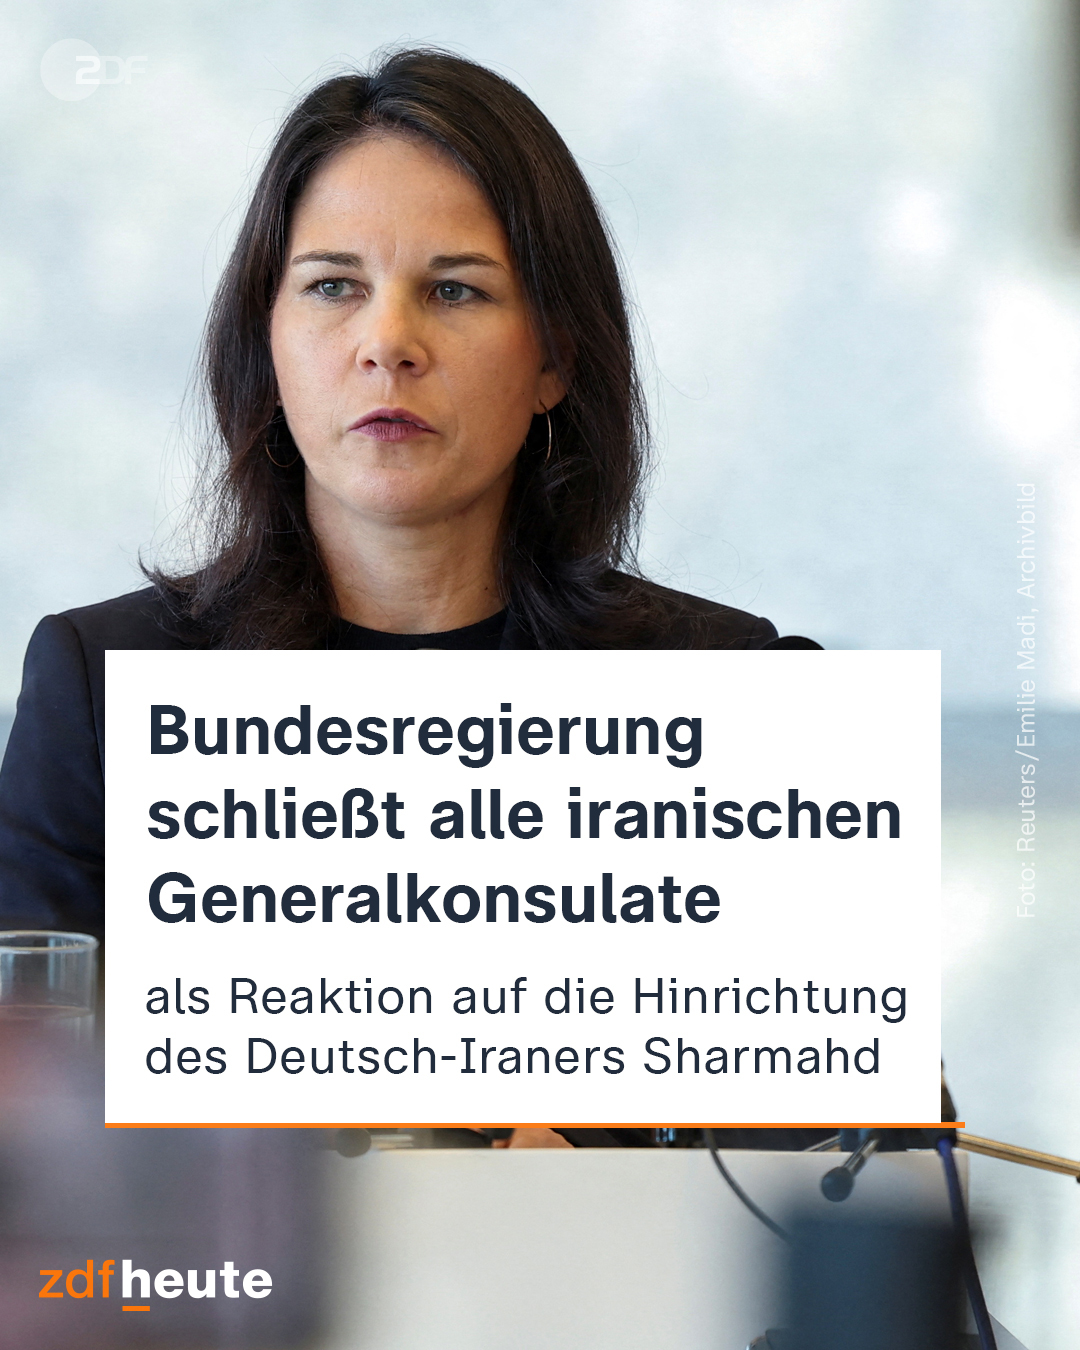 ZDF
Bundesregierung
schließt alle iranischen
Generalkonsulate
als Reaktion auf die Hinrichtung
des Deutsch-Iraners Sharmahd
Foto: Reuters/Emilie Madi, Archivbild
zdfheute